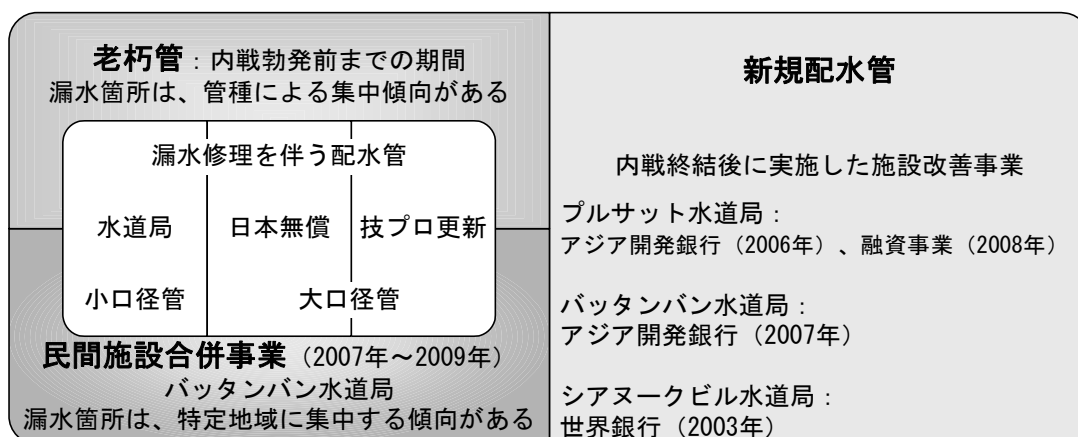 老朽管：内戦勃発前までの期間
漏水箇所は、管種による集中傾向がある
漏水修理を伴う配水管
水道局 日本無償 技プロ更新
小口径管 大口径管
民間施設合併事業（2007年～2009年）
バッタンバン水道局
漏水箇所は、特定地域に集中する傾向がある
新規配水管
内戦終結後に実施した施設改善事業
プルサット水道局：
アジア開発銀行（2006年）、融資事業（2008年）
バッタンバン水道局：
アジア開発銀行（2007年）
シアヌークビル水道局：
世界銀行（2003年）